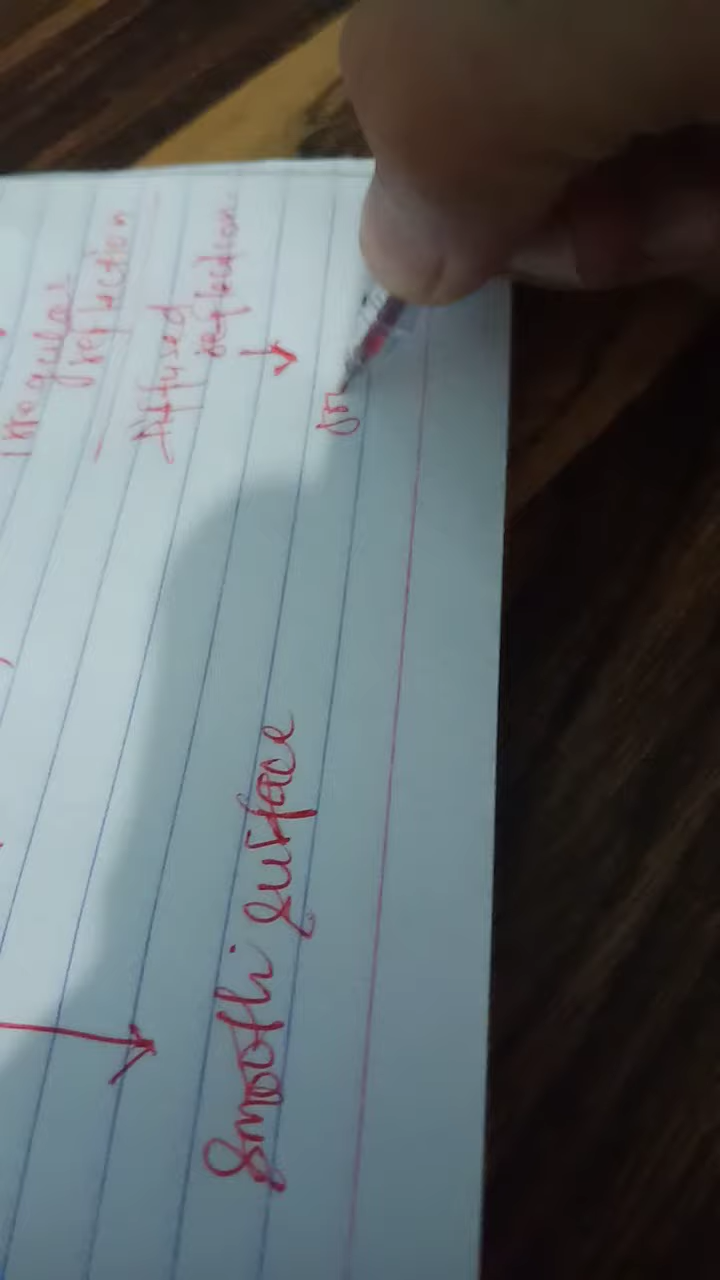 Irregular
reflection
diffused
reflection
Smooth surface